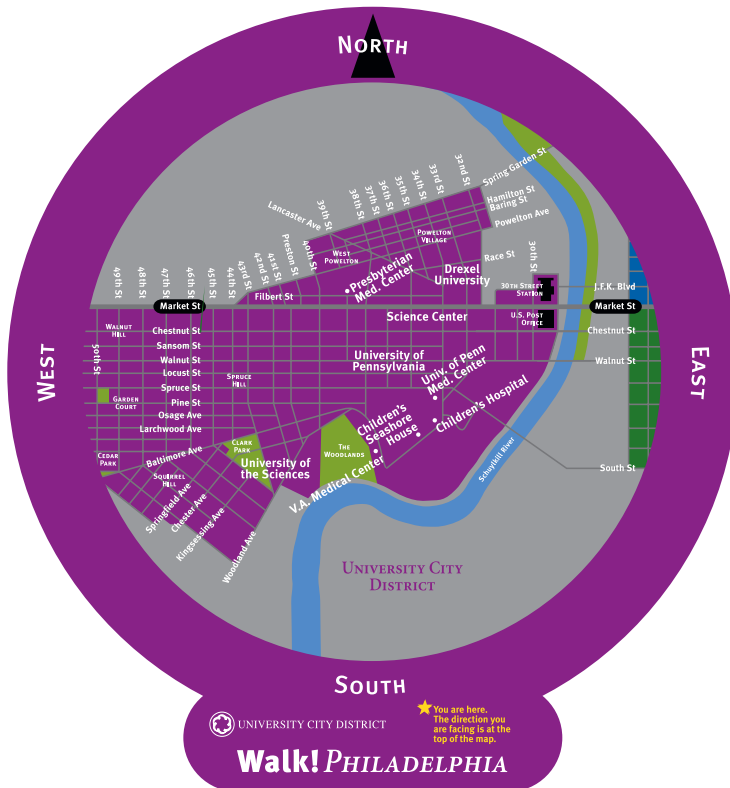 NORTH
Spring Garden St
32nd St
33rd St
34th St
35th St
36th St
37th St
38th St
39th St
Lancaster Ave
Hamilton St
Baring St
Powelton Ave
POWELTON
VILLAGE
WEST
POWELTON
40th St
Preston St
41st St
42nd St
43rd St
44th St
45th St
46th St
47th St
48th St
49th St
Race St
30th St
Presbyterian
Med. Center
Drexel
University
30TH STREET
STATION
J.F.K. Blvd
Filbert St
Market St
Market St
Science Center
U.S. POST
OFFICE
WALNUT
HILL
Chestnut St
Chestnut St
Sansom St
Walnut St
Walnut St
University of
Pennsylvania
50th St
Locust St
SPRUCE
HILL
Univ. of Penn
Med. Center
Spruce St
GARDEN
COURT
Pine St
Osage Ave
Larchwood Ave
Children's
Seashore
House
Children's Hospital
CLARK
PARK
THE
WOODLANDS
CEDAR
PARK
Baltimore Ave
University of
the Sciences
SQUIRREL
HILL
V.A. Medical Center
Schuylkill River
South St
Springfield Ave
Chester Ave
Kingsessing Ave
Woodland Ave
WEST
EAST
UNIVERSITY CITY
DISTRICT
SOUTH
UNIVERSITY CITY DISTRICT
You are here.
The direction you
are facing is at the
top of the map.
Walk! PHILADELPHIA